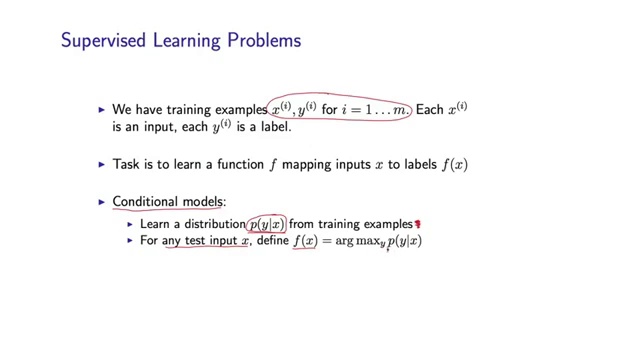 Supervised Learning Problems
▶ We have training examples x^(i), y^(i) for i = 1 . . . m. Each x^(i)
is an input, each y^(i) is a label.
▶ Task is to learn a function f mapping inputs x to labels f(x)
▶ Conditional models:
▶ Learn a distribution p(y|x) from training examples
▶ For any test input x, define f(x) = arg max_y p(y|x)